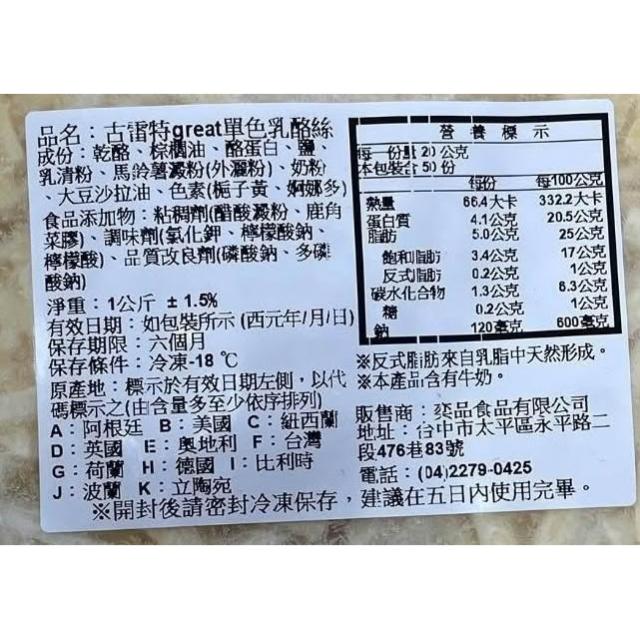 品名：古雷特great單色乳酪絲
成份：乾酪、棕櫚油、酪蛋白、鹽、
乳清粉、馬鈴薯澱粉(外灑粉)、奶粉
、大豆沙拉油、色素(梔子黃、婀娜多)
食品添加物：粘稠劑(醋酸澱粉、鹿角
菜膠)、調味劑(氯化鉀、檸檬酸鈉、
檸檬酸)、品質改良劑(磷酸鈉、多磷
酸鈉)
淨重：1公斤 ±1.5%
有效日期：如包裝所示 (西元年/月/日)
保存期限：六個月
保存條件：冷凍-18 ℃
原產地：標示於有效日期左側，以代
碼標示之(由含量多至少依序排列)
A：阿根廷 B：美國 C：紐西蘭
D：英國 E：奧地利 F：台灣
G：荷蘭 H：德國 I：比利時
J：波蘭 K：立陶宛
※開封後請密封冷凍保存，建議在五日內使用完畢。
營養標示
每一份量 20 公克
本包裝含 50 份
每份 每100公克
熱量 66.4大卡 332.2大卡
蛋白質 4.1公克 20.5公克
脂肪 5.0公克 25公克
飽和脂肪 3.4公克 17公克
反式脂肪 0.2公克 1公克
碳水化合物 1.3公克 6.3公克
糖 0.2公克 1公克
鈉 120毫克 600毫克
※反式脂肪來自乳脂中天然形成。
※本產品含有牛奶。
販售商：奕品食品有限公司
地址：台中市太平區永平路二
段476巷83號
電話：(04)2279-0425